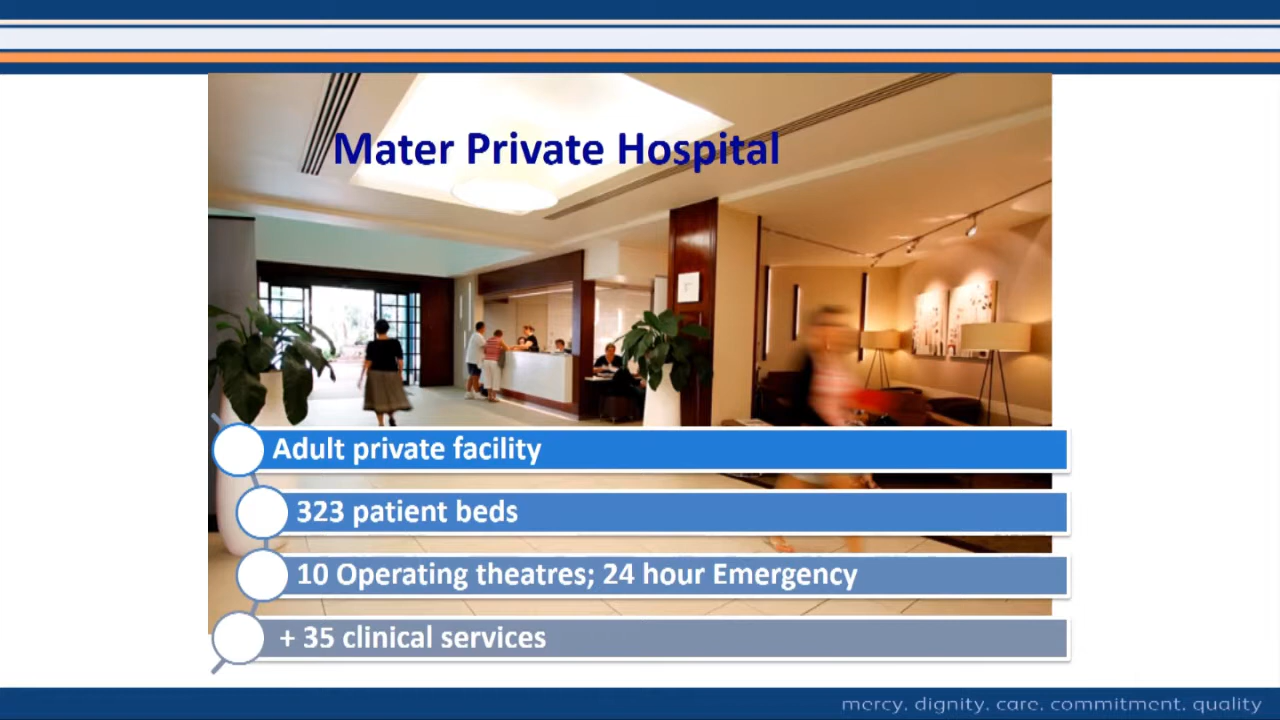 Mater Private Hospital
Adult private facility
323 patient beds
10 Operating theatres; 24 hour Emergency
+ 35 clinical services
mercy. dignity. care. commitment. quality